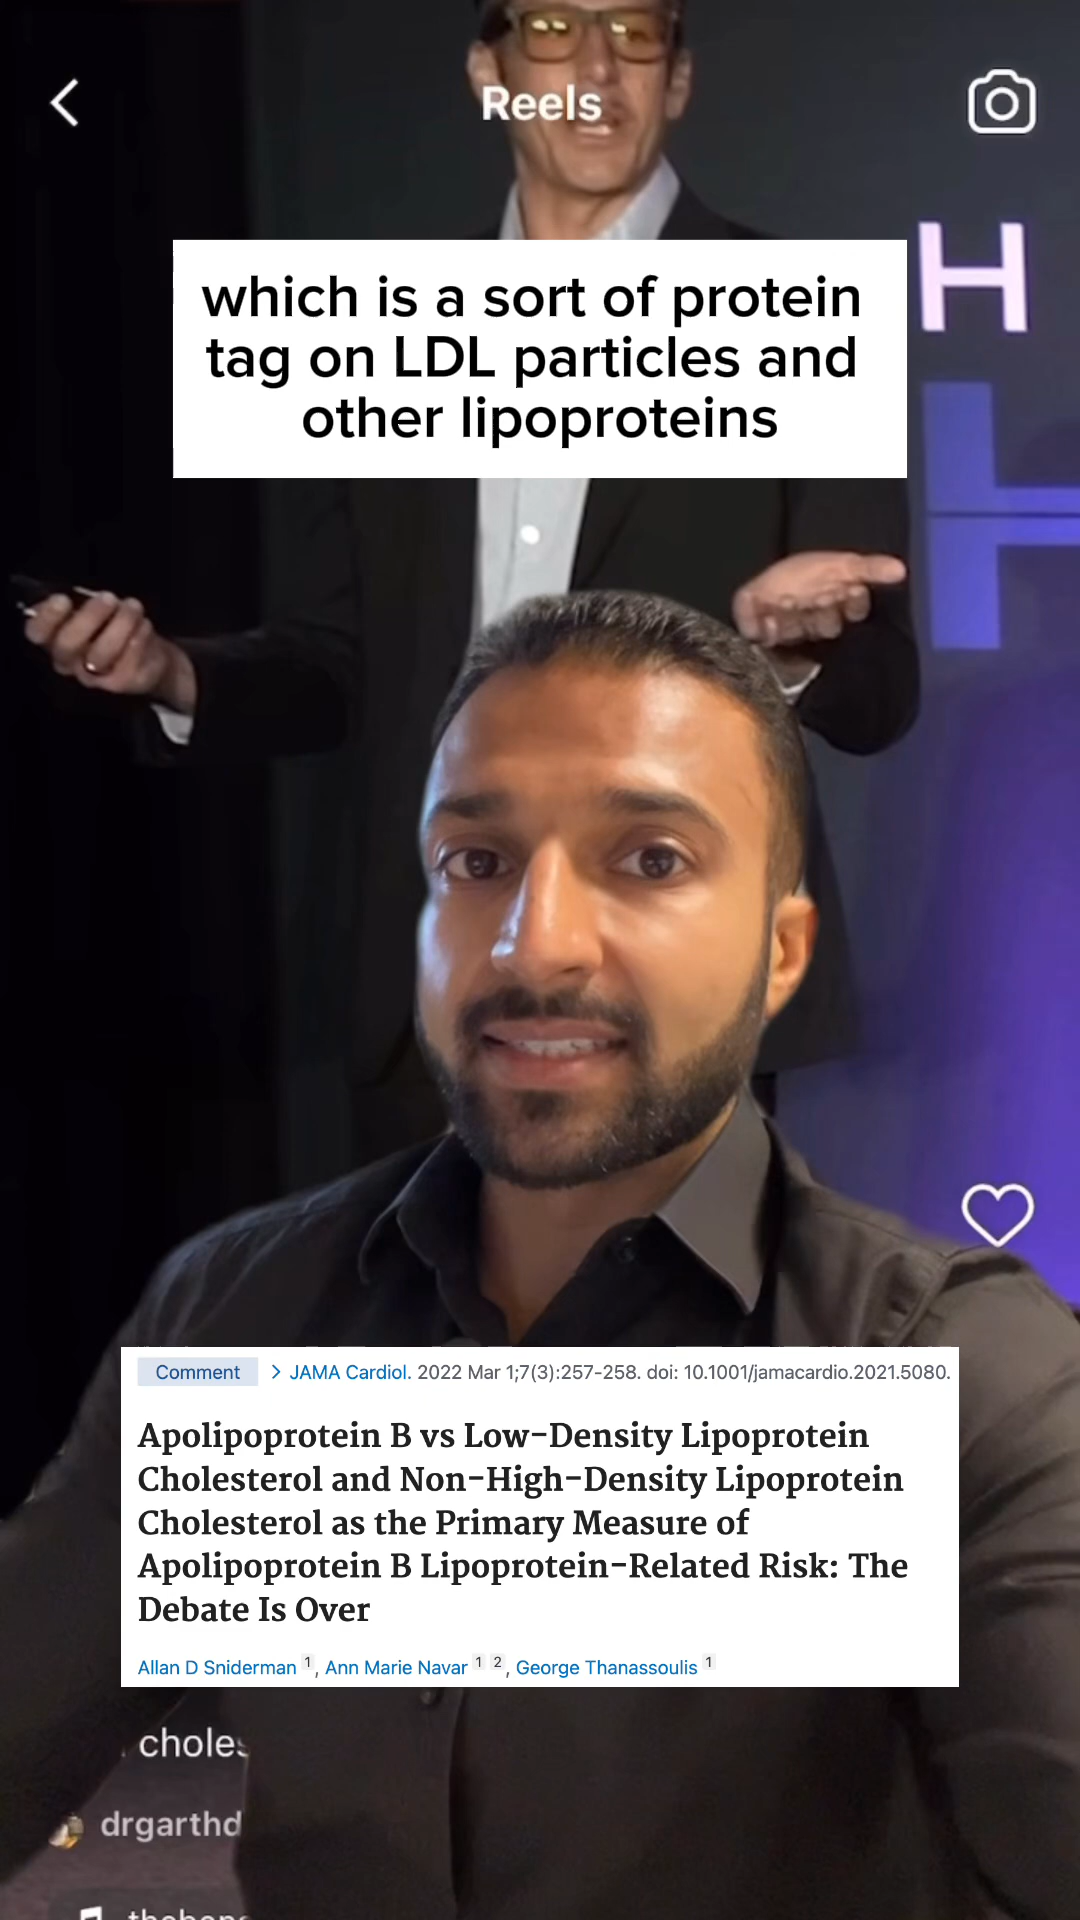 Reels
H
which is a sort of protein
tag on LDL particles and
other lipoproteins
Comment > JAMA Cardiol. 2022 Mar 1;7(3):257-258. doi: 10.1001/jamacardio.2021.5080.
Apolipoprotein B vs Low-Density Lipoprotein
Cholesterol and Non-High-Density Lipoprotein
Cholesterol as the Primary Measure of
Apolipoprotein B Lipoprotein-Related Risk: The
Debate Is Over
Allan D Sniderman 1, Ann Marie Navar 1 2, George Thanassoulis 1
drgarthd